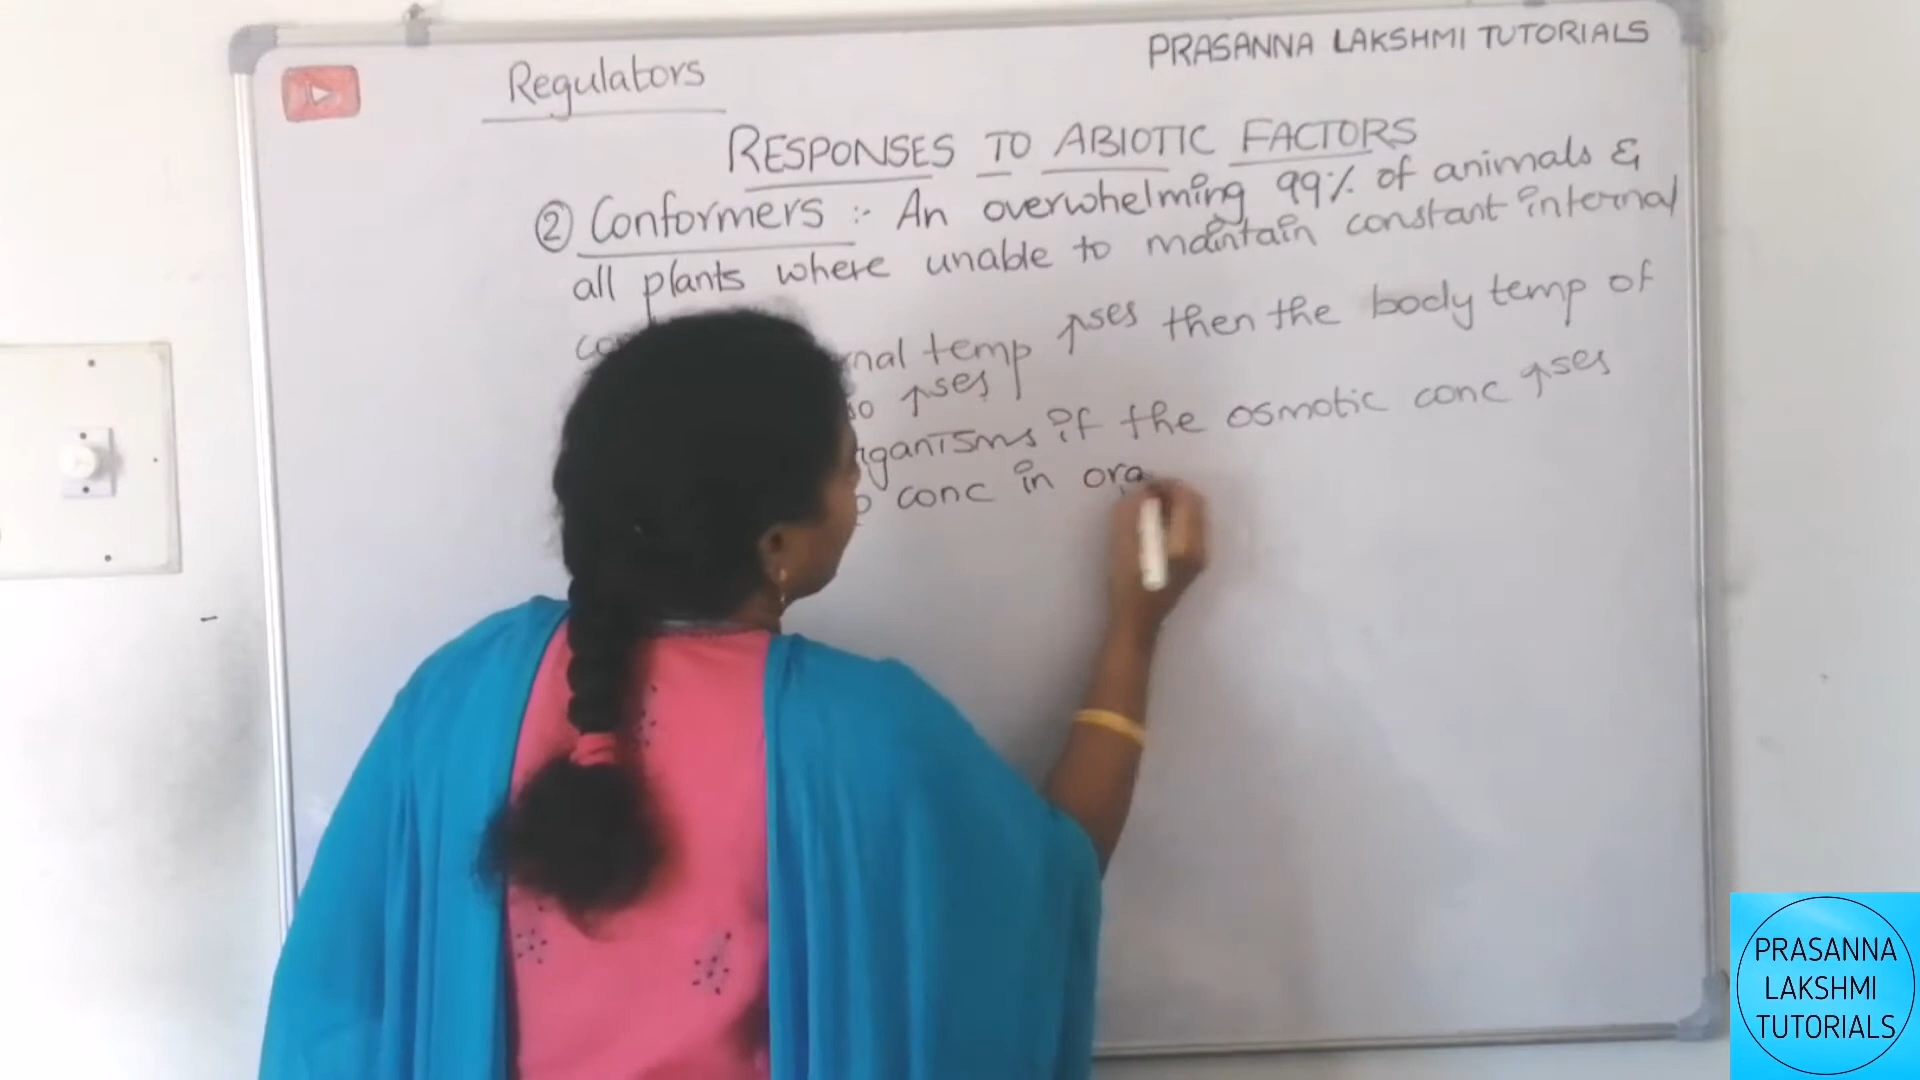 PRASANNA LAKSHMI TUTORIALS
Regulators
RESPONSES TO ABIOTIC FACTORS
② Conformers :- An overwhelming 99% of animals &
all plants where unable to maintain constant internal
temp ↑ses then the body temp of
↑ses
if the osmotic conc ↑ses
conc in
PRASANNA
LAKSHMI
TUTORIALS